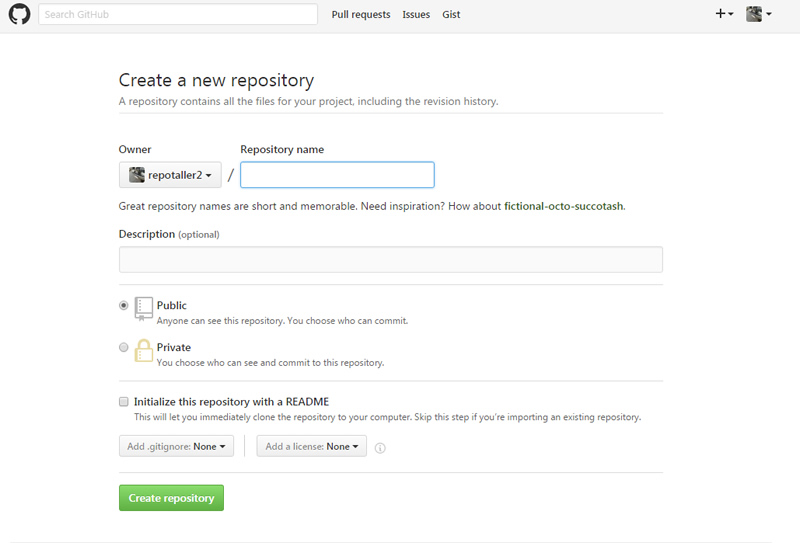 Search GitHub Pull requests Issues Gist
Create a new repository
A repository contains all the files for your project, including the revision history.
Owner Repository name
repotaller2 /
Great repository names are short and memorable. Need inspiration? How about fictional-octo-succotash.
Description (optional)
Public
Anyone can see this repository. You choose who can commit.
Private
You choose who can see and commit to this repository.
Initialize this repository with a README
This will let you immediately clone the repository to your computer. Skip this step if you're importing an existing repository.
Add .gitignore: None Add a license: None
Create repository